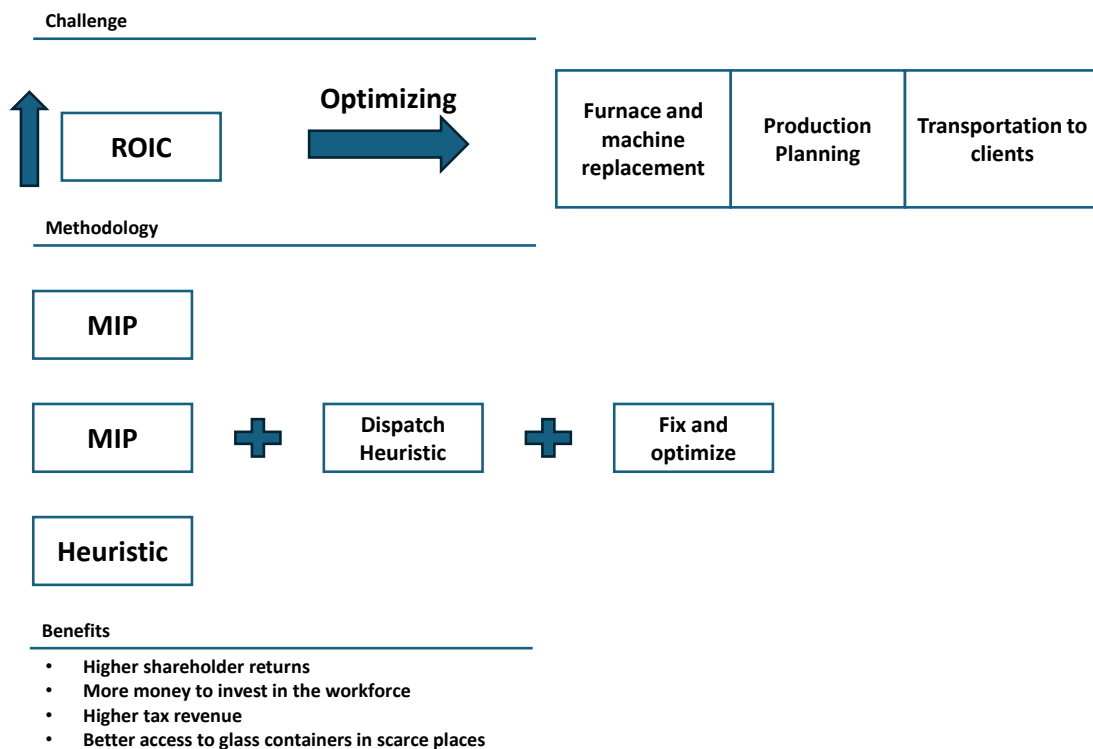 Challenge
ROIC
Optimizing
Furnace and
machine
replacement
Production
Planning
Transportation to
clients
Methodology
MIP
MIP
Dispatch
Heuristic
Fix and
optimize
Heuristic
Benefits
• Higher shareholder returns
• More money to invest in the workforce
• Higher tax revenue
• Better access to glass containers in scarce places